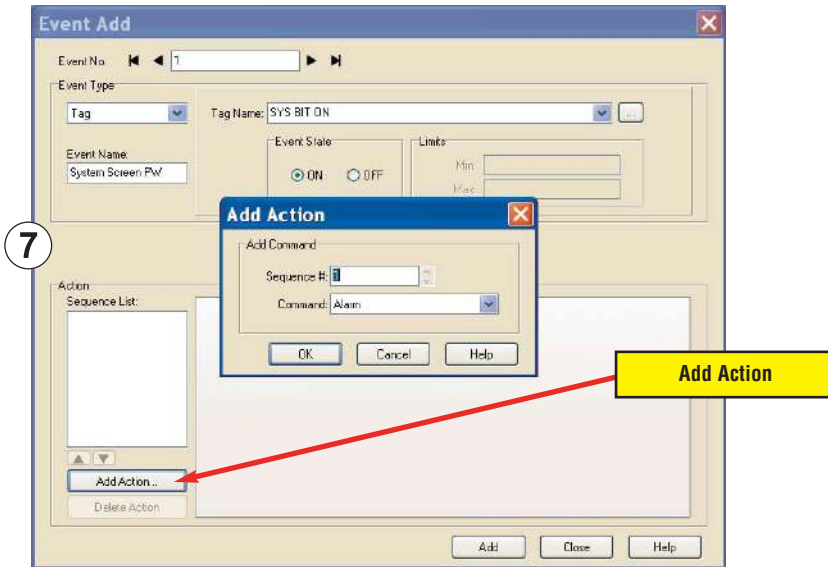 Event Add
Event No. 1
Event Type
Tag
Tag Name: SYS BIT ON
...
Event Name:
System Screen PW
Event State
ON OFF
Limits
Min
Max
7
Add Action
Add Command
Sequence #: 1
Command: Alarm
OK Cancel Help
Action
Sequence List:
Add Action
Add Action...
Delete Action
Add Close Help